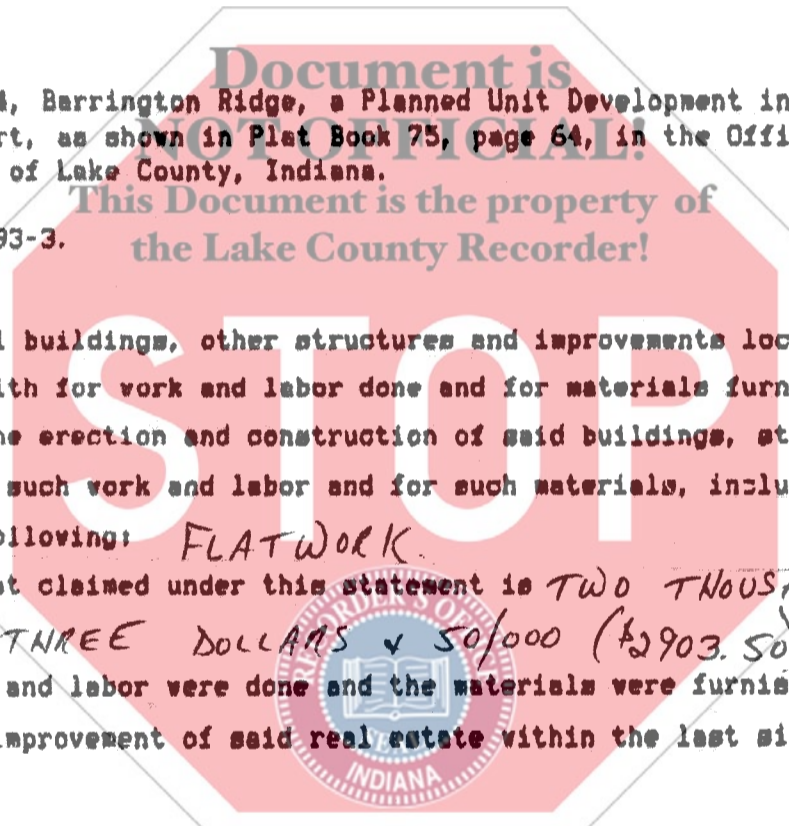 Document is
4, Barrington Ridge, a Planned Unit Development in
rt, as shown in Plat Book 75, page 64, in the Offi
NOT OFFICIAL!
of Lake County, Indiana.
This Document is the property of
93-3.
the Lake County Recorder!
STOP
l buildings, other structures and improvements loc
ith for work and labor done and for materials furn
he erection and construction of said buildings, st
such work and labor and for such materials, inclu
ollowing: FLATWORK.
t claimed under this statement is TWO THOUS
THREE DOLLARS & 50/000 ($2903.50
and labor were done and the materials were furnis
improvement of said real estate within the last si
RECORDER'S OF
INDIANA